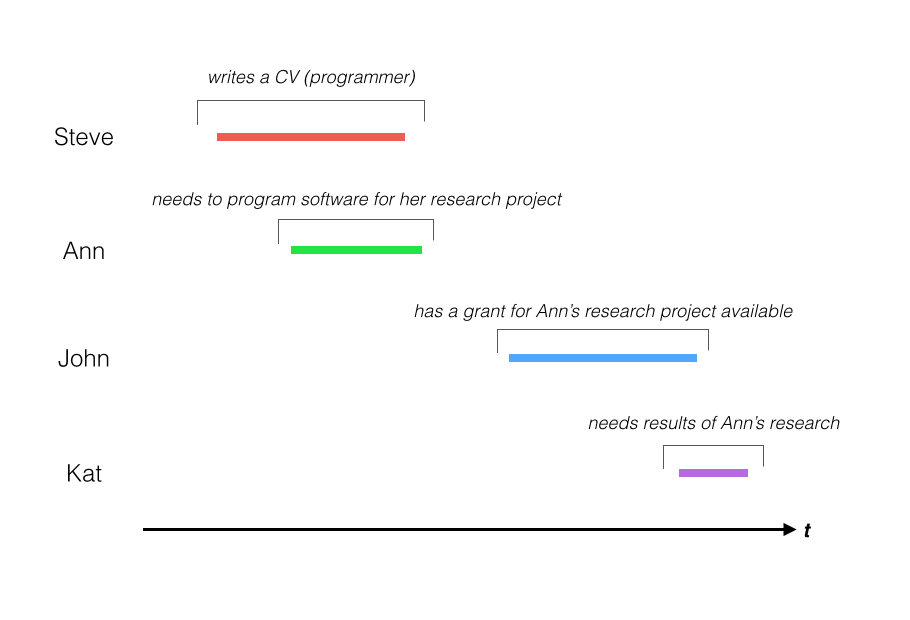 writes a CV (programmer)
Steve
needs to program software for her research project
Ann
has a grant for Ann’s research project available
John
needs results of Ann’s research
Kat
t